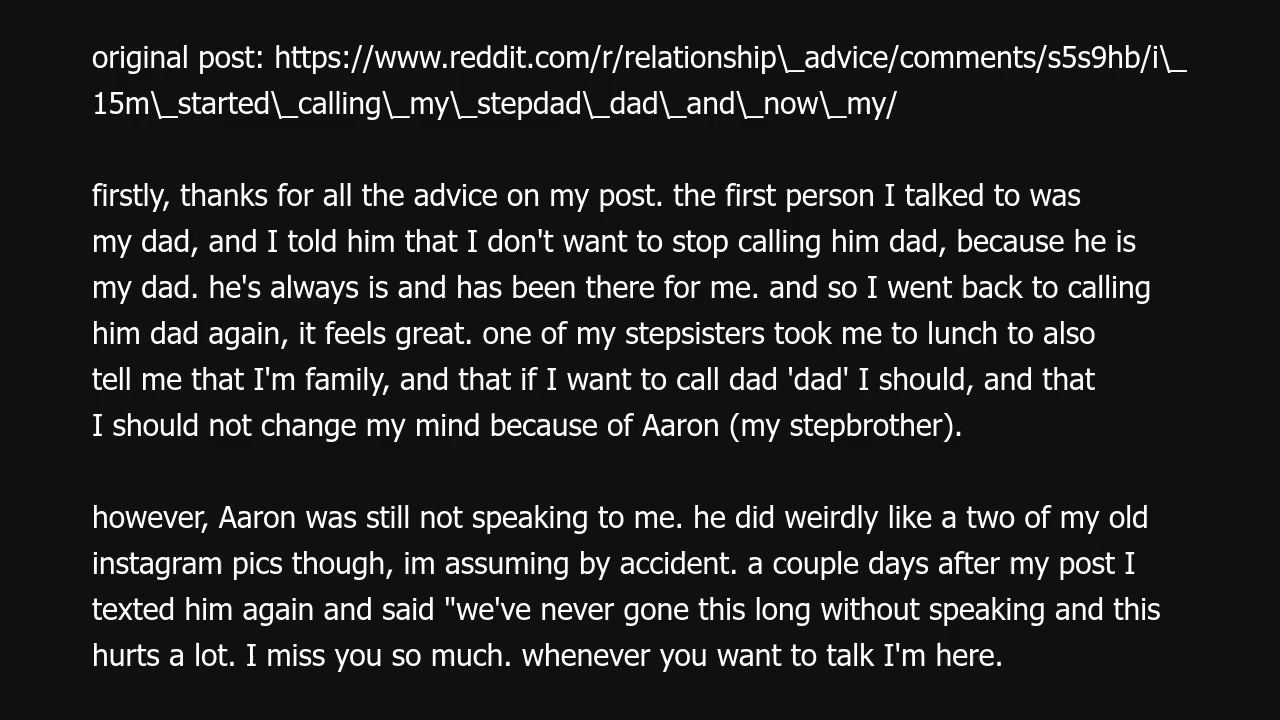 original post: https://www.reddit.com/r/relationship\_advice/comments/s5s9hb/i\_
15m\_started\_calling\_my\_stepdad\_dad\_and\_now\_my/
firstly, thanks for all the advice on my post. the first person I talked to was
my dad, and I told him that I don't want to stop calling him dad, because he is
my dad. he's always is and has been there for me. and so I went back to calling
him dad again, it feels great. one of my stepsisters took me to lunch to also
tell me that I'm family, and that if I want to call dad 'dad' I should, and that
I should not change my mind because of Aaron (my stepbrother).
however, Aaron was still not speaking to me. he did weirdly like a two of my old
instagram pics though, im assuming by accident. a couple days after my post I
texted him again and said "we've never gone this long without speaking and this
hurts a lot. I miss you so much. whenever you want to talk I'm here.